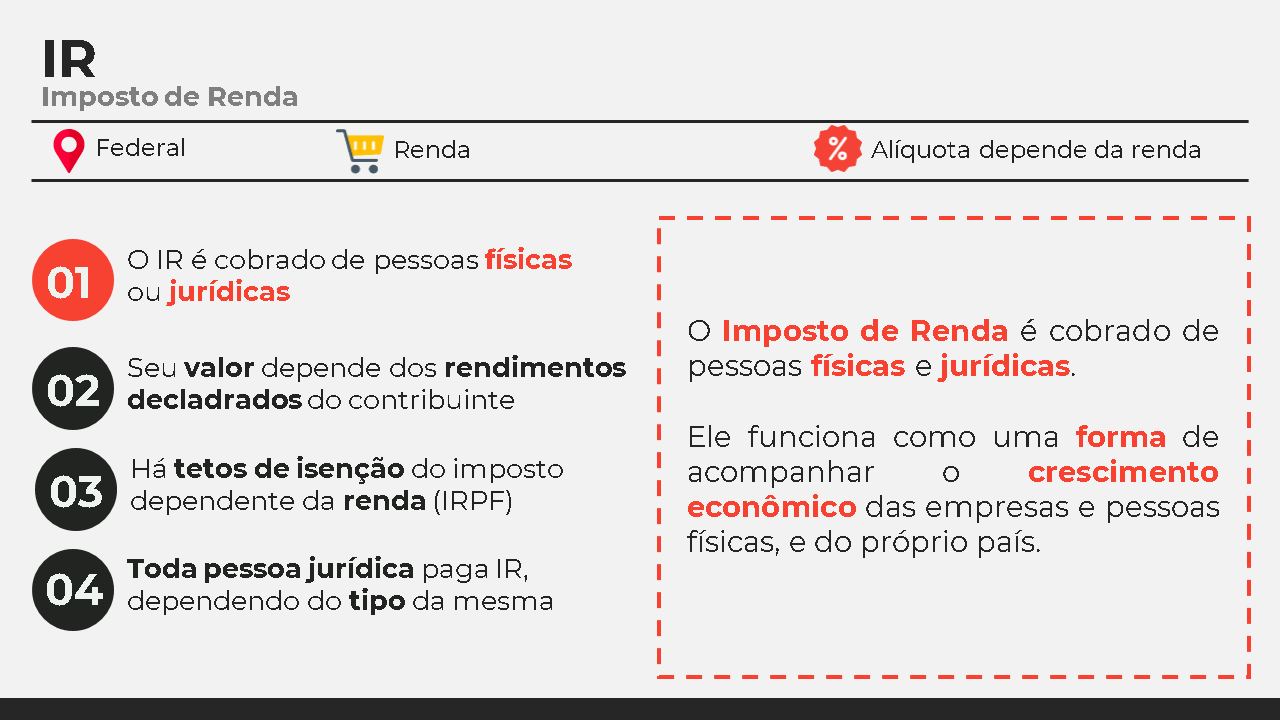 IR
Imposto de Renda
Federal
Renda
%
Alíquota depende da renda
01
O IR é cobrado de pessoas físicas
ou jurídicas
02
Seu valor depende dos rendimentos
decladrados do contribuinte
03
Há tetos de isenção do imposto
dependente da renda (IRPF)
04
Toda pessoa jurídica paga IR,
dependendo do tipo da mesma
O Imposto de Renda é cobrado de
pessoas físicas e jurídicas.
Ele funciona como uma forma de
acompanhar o crescimento
econômico das empresas e pessoas
físicas, e do próprio país.